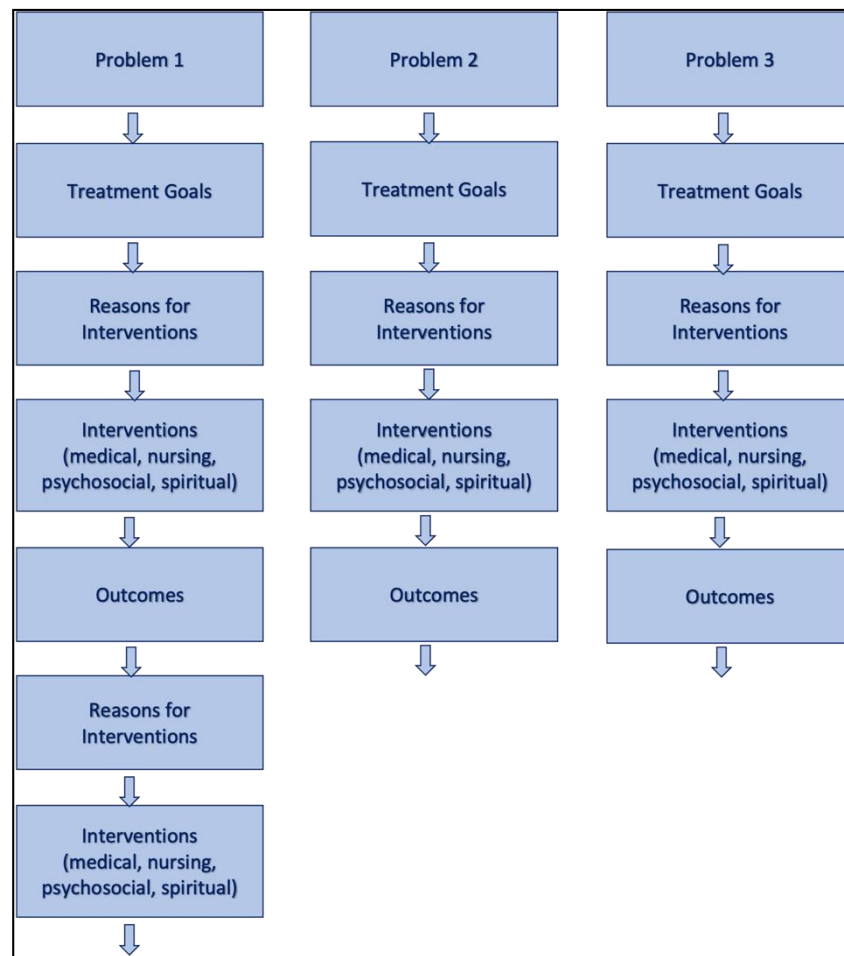 Problem 1
Treatment Goals
Reasons for
Interventions
Interventions
(medical, nursing,
psychosocial, spiritual)
Outcomes
Reasons for
Interventions
Interventions
(medical, nursing,
psychosocial, spiritual)
Problem 2
Treatment Goals
Reasons for
Interventions
Interventions
(medical, nursing,
psychosocial, spiritual)
Outcomes
Problem 3
Treatment Goals
Reasons for
Interventions
Interventions
(medical, nursing,
psychosocial, spiritual)
Outcomes